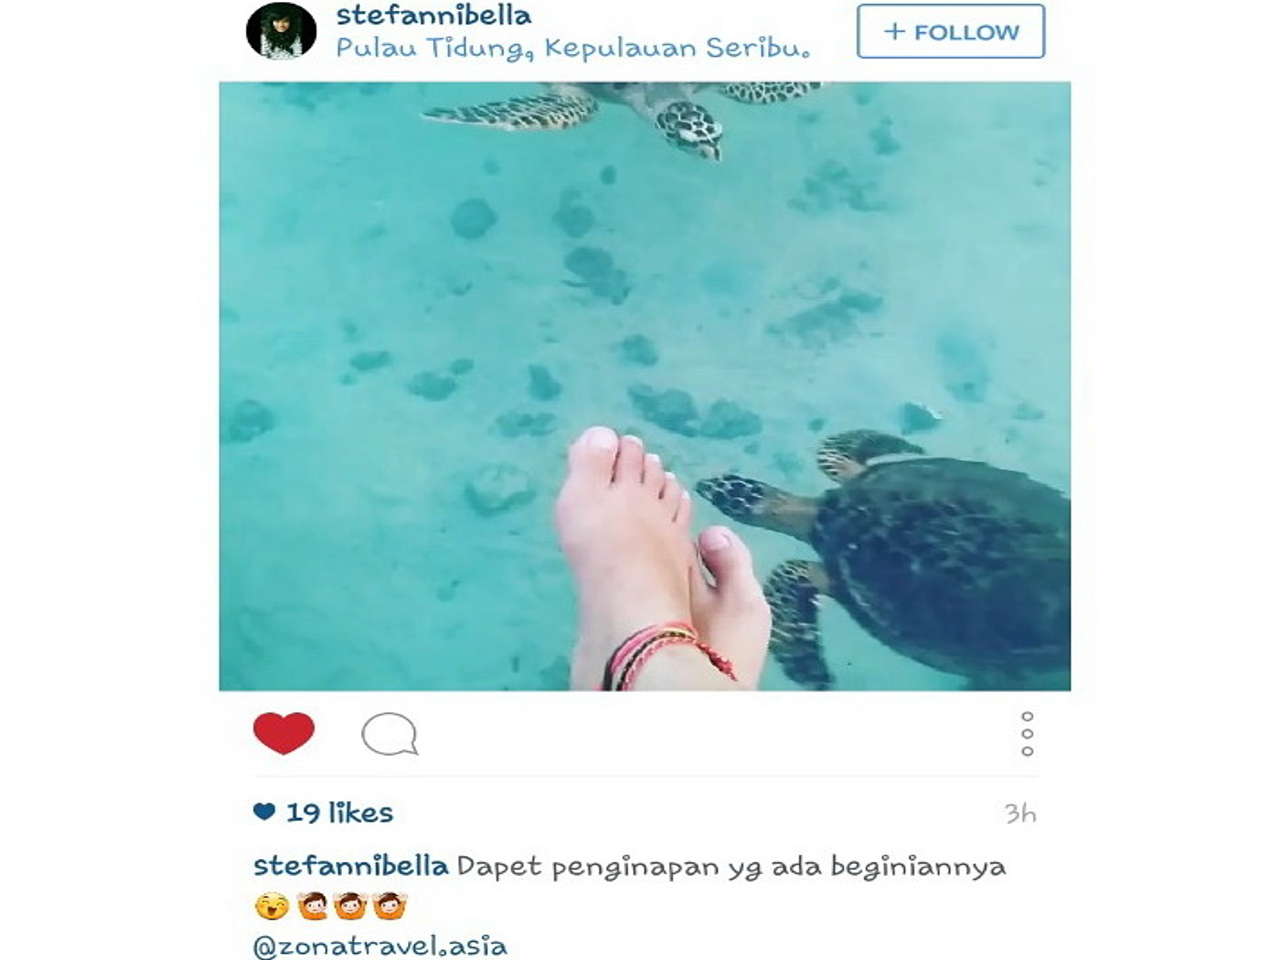 stefannibella
Pulau Tidung, Kepulauan Seribu.
+ FOLLOW
19 likes
3h
stefannibella Dapet penginapan yg ada beginiannya
😄🙋🙆🙆
@zonatravel.asia